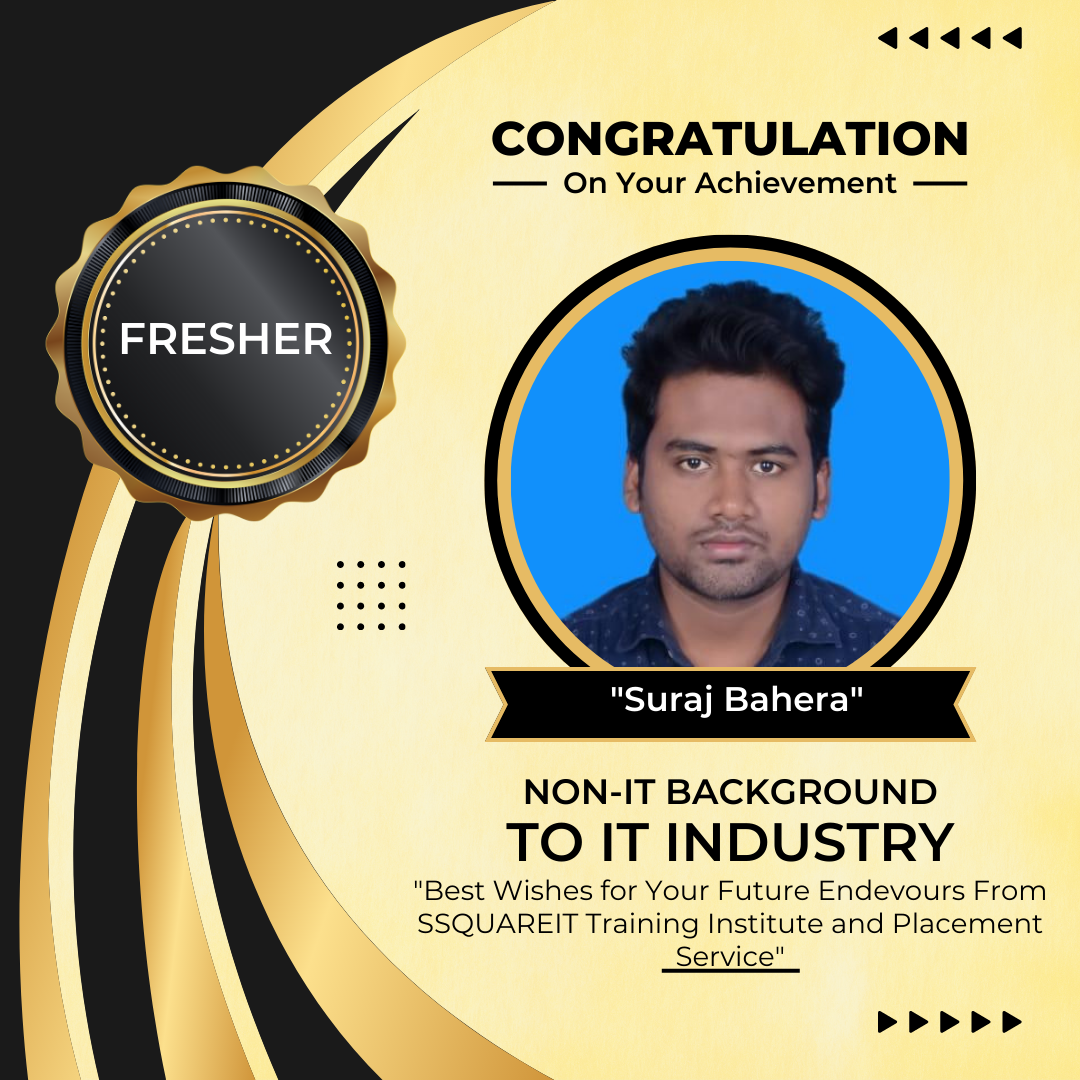 CONGRATULATION
On Your Achievement
FRESHER
"Suraj Bahera"
NON-IT BACKGROUND
TO IT INDUSTRY
"Best Wishes for Your Future Endevours From
SSQUAREIT Training Institute and Placement
Service"